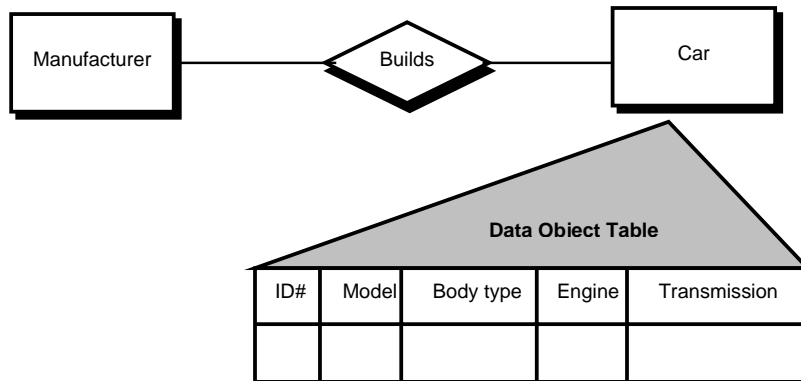 Manufacturer
Builds
Car
Data Obiect Table
ID#
Model
Body type
Engine
Transmission